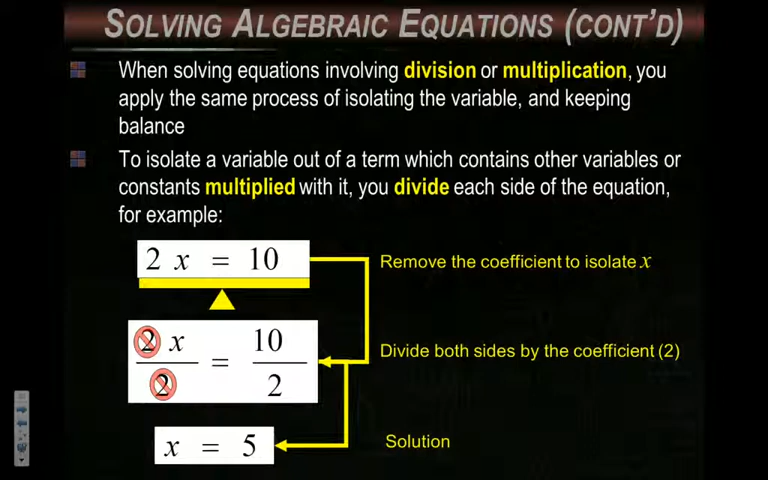 SOLVING ALGEBRAIC EQUATIONS (CONT'D)
When solving equations involving division or multiplication, you
apply the same process of isolating the variable, and keeping
balance
To isolate a variable out of a term which contains other variables or
constants multiplied with it, you divide each side of the equation,
for example:
2 x = 10
Remove the coefficient to isolate x
2 x / 2 = 10 / 2
Divide both sides by the coefficient (2)
x = 5
Solution